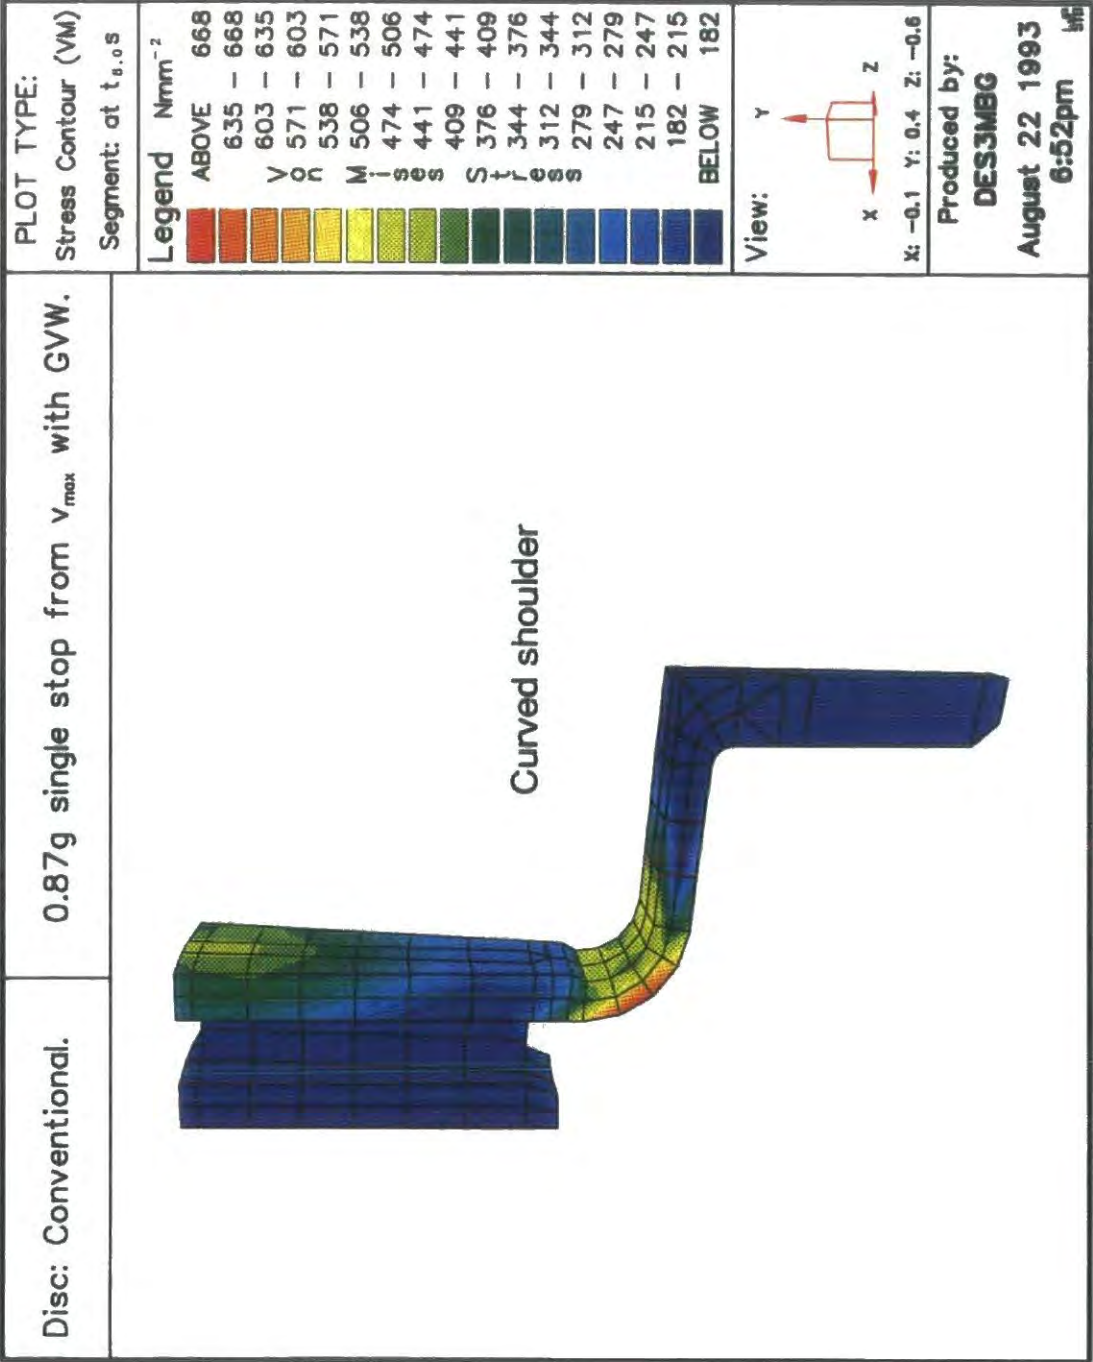 Disc: Conventional.
0.87g single stop from vmax with GVW.
PLOT TYPE:
Stress Contour (VM)
Segment: at t8.0s
Legend Nmm-2
Von Mises Stress
ABOVE 668
635 - 668
603 - 635
571 - 603
538 - 571
506 - 538
474 - 506
441 - 474
409 - 441
376 - 409
344 - 376
312 - 344
279 - 312
247 - 279
215 - 247
182 - 215
BELOW 182
Curved shoulder
View:
Y
X
Z
X: -0.1 Y: 0.4 Z: -0.6
Produced by:
DES3MBG
August 22 1993
6:52pm